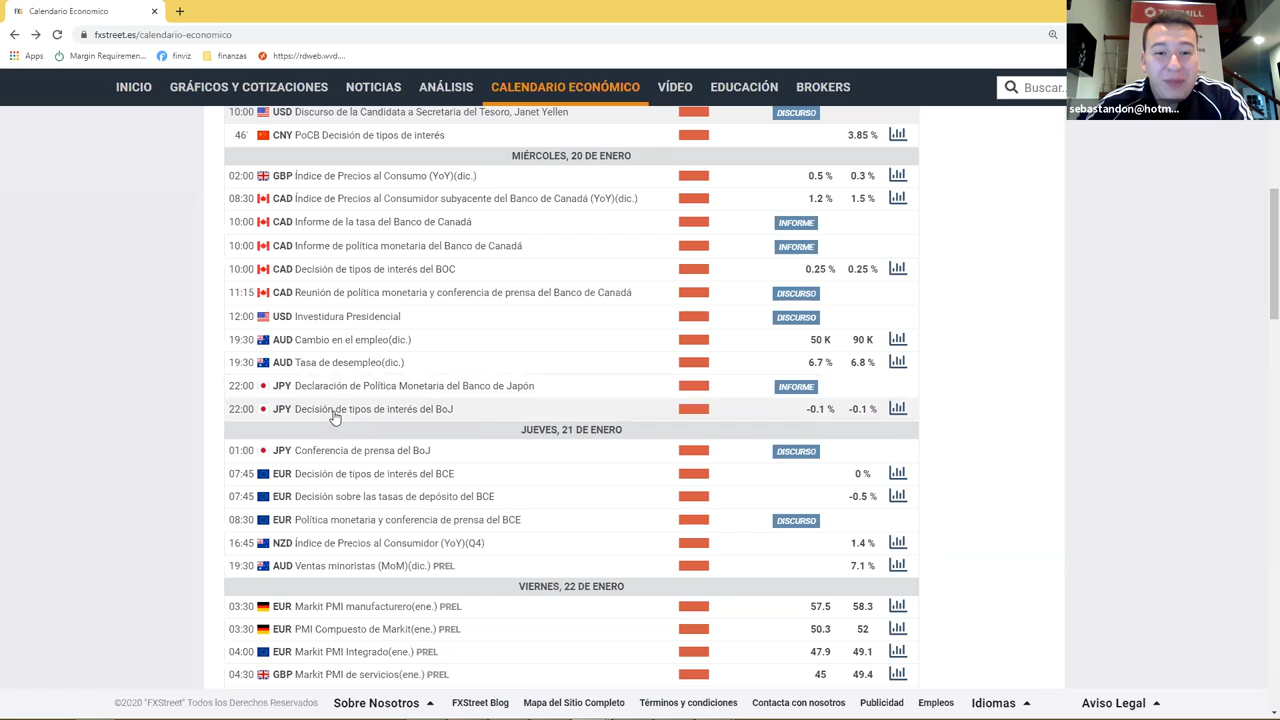 Calendario Economico
fxstreet.es/calendario-economico
Apps Margin Requiremen... finviz finanzas https://rdweb.wvd....
sebastandon@hotm...
INICIO GRÁFICOS Y COTIZACIONES NOTICIAS ANÁLISIS CALENDARIO ECONÓMICO VÍDEO EDUCACIÓN BROKERS Buscar...
10:00 USD Discurso de la Candidata a Secretaria del Tesoro, Janet Yellen DISCURSO
46' CNY PoCB Decisión de tipos de interés 3.85 %
MIÉRCOLES, 20 DE ENERO
02:00 GBP Índice de Precios al Consumo (YoY)(dic.) 0.5 % 0.3 %
08:30 CAD Índice de Precios al Consumidor subyacente del Banco de Canadá (YoY)(dic.) 1.2 % 1.5 %
10:00 CAD Informe de la tasa del Banco de Canadá INFORME
10:00 CAD Informe de política monetaria del Banco de Canadá INFORME
10:00 CAD Decisión de tipos de interés del BOC 0.25 % 0.25 %
11:15 CAD Reunión de política monetaria y conferencia de prensa del Banco de Canadá DISCURSO
12:00 USD Investidura Presidencial DISCURSO
19:30 AUD Cambio en el empleo(dic.) 50 K 90 K
19:30 AUD Tasa de desempleo(dic.) 6.7 % 6.8 %
22:00 JPY Declaración de Política Monetaria del Banco de Japón INFORME
22:00 JPY Decisión de tipos de interés del BoJ -0.1 % -0.1 %
JUEVES, 21 DE ENERO
01:00 JPY Conferencia de prensa del BoJ DISCURSO
07:45 EUR Decisión de tipos de interés del BCE 0 %
07:45 EUR Decisión sobre las tasas de depósito del BCE -0.5 %
08:30 EUR Política monetaria y conferencia de prensa del BCE DISCURSO
16:45 NZD Índice de Precios al Consumidor (YoY)(Q4) 1.4 %
19:30 AUD Ventas minoristas (MoM)(dic.) PREL 7.1 %
VIERNES, 22 DE ENERO
03:30 EUR Markit PMI manufacturero(ene.) PREL 57.5 58.3
03:30 EUR PMI Compuesto de Markit(ene.) PREL 50.3 52
04:00 EUR Markit PMI Integrado(ene.) PREL 47.9 49.1
04:30 GBP Markit PMI de servicios(ene.) PREL 45 49.4
©2020 "FXStreet" Todos los Derechos Reservados Sobre Nosotros FXStreet Blog Mapa del Sitio Completo Términos y condiciones Contacta con nosotros Publicidad Empleos Idiomas Aviso Legal